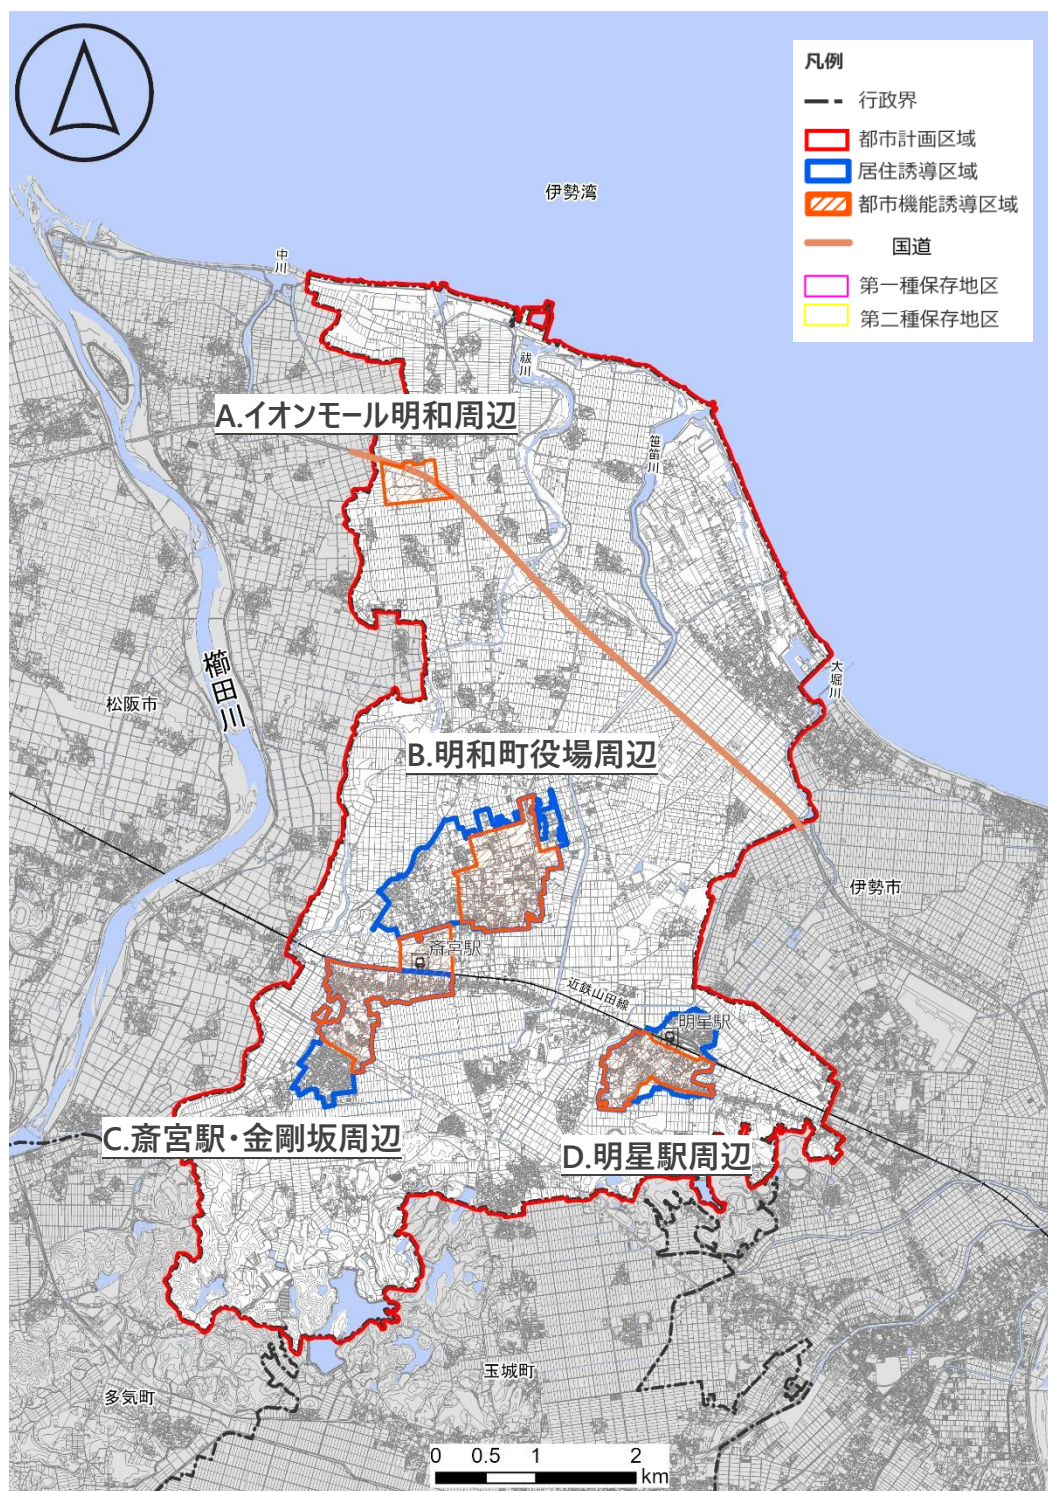 凡例
行政界
都市計画区域
居住誘導区域
都市機能誘導区域
国道
第一種保存地区
第二種保存地区
伊勢湾
中川
祓川
A.イオンモール明和周辺
笹笛川
櫛田川
松阪市
大堀川
B.明和町役場周辺
伊勢市
斎宮駅
近鉄山田線
明星駅
C.斎宮駅・金剛坂周辺
D.明星駅周辺
玉城町
多気町
0 0.5 1 2
km